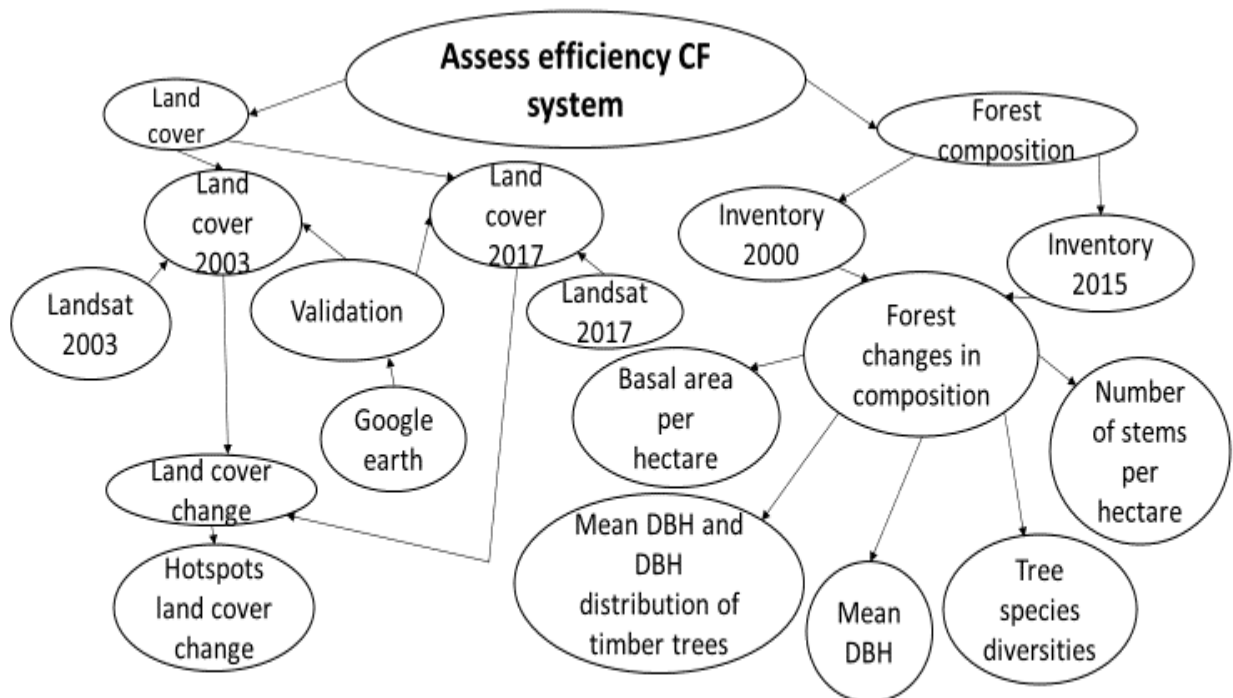 Assess efficiency CF
system
Land
cover
Forest
composition
Land
cover
2003
Land
cover
2017
Inventory
2000
Inventory
2015
Landsat
2003
Validation
Landsat
2017
Forest
changes in
composition
Google
earth
Basal area
per
hectare
Number
of stems
per
hectare
Land cover
change
Mean DBH and
DBH
distribution of
timber trees
Hotspots
land cover
change
Mean
DBH
Tree
species
diversities